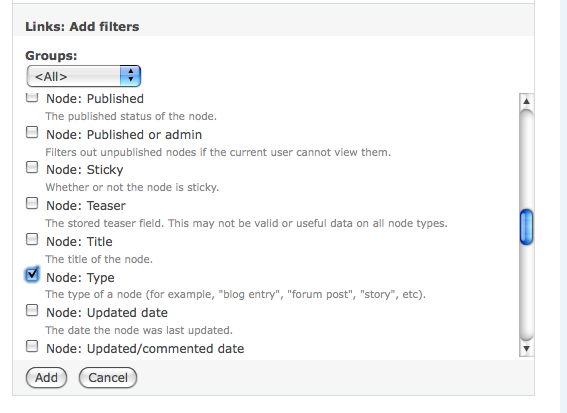 Links: Add filters
Groups:
<All>
Node: Published
The published status of the node.
Node: Published or admin
Filters out unpublished nodes if the current user cannot view them.
Node: Sticky
Whether or not the node is sticky.
Node: Teaser
The stored teaser field. This may not be valid or useful data on all node types.
Node: Title
The title of the node.
Node: Type
The type of a node (for example, "blog entry", "forum post", "story", etc).
Node: Updated date
The date the node was last updated.
Node: Updated/commented date
Add Cancel